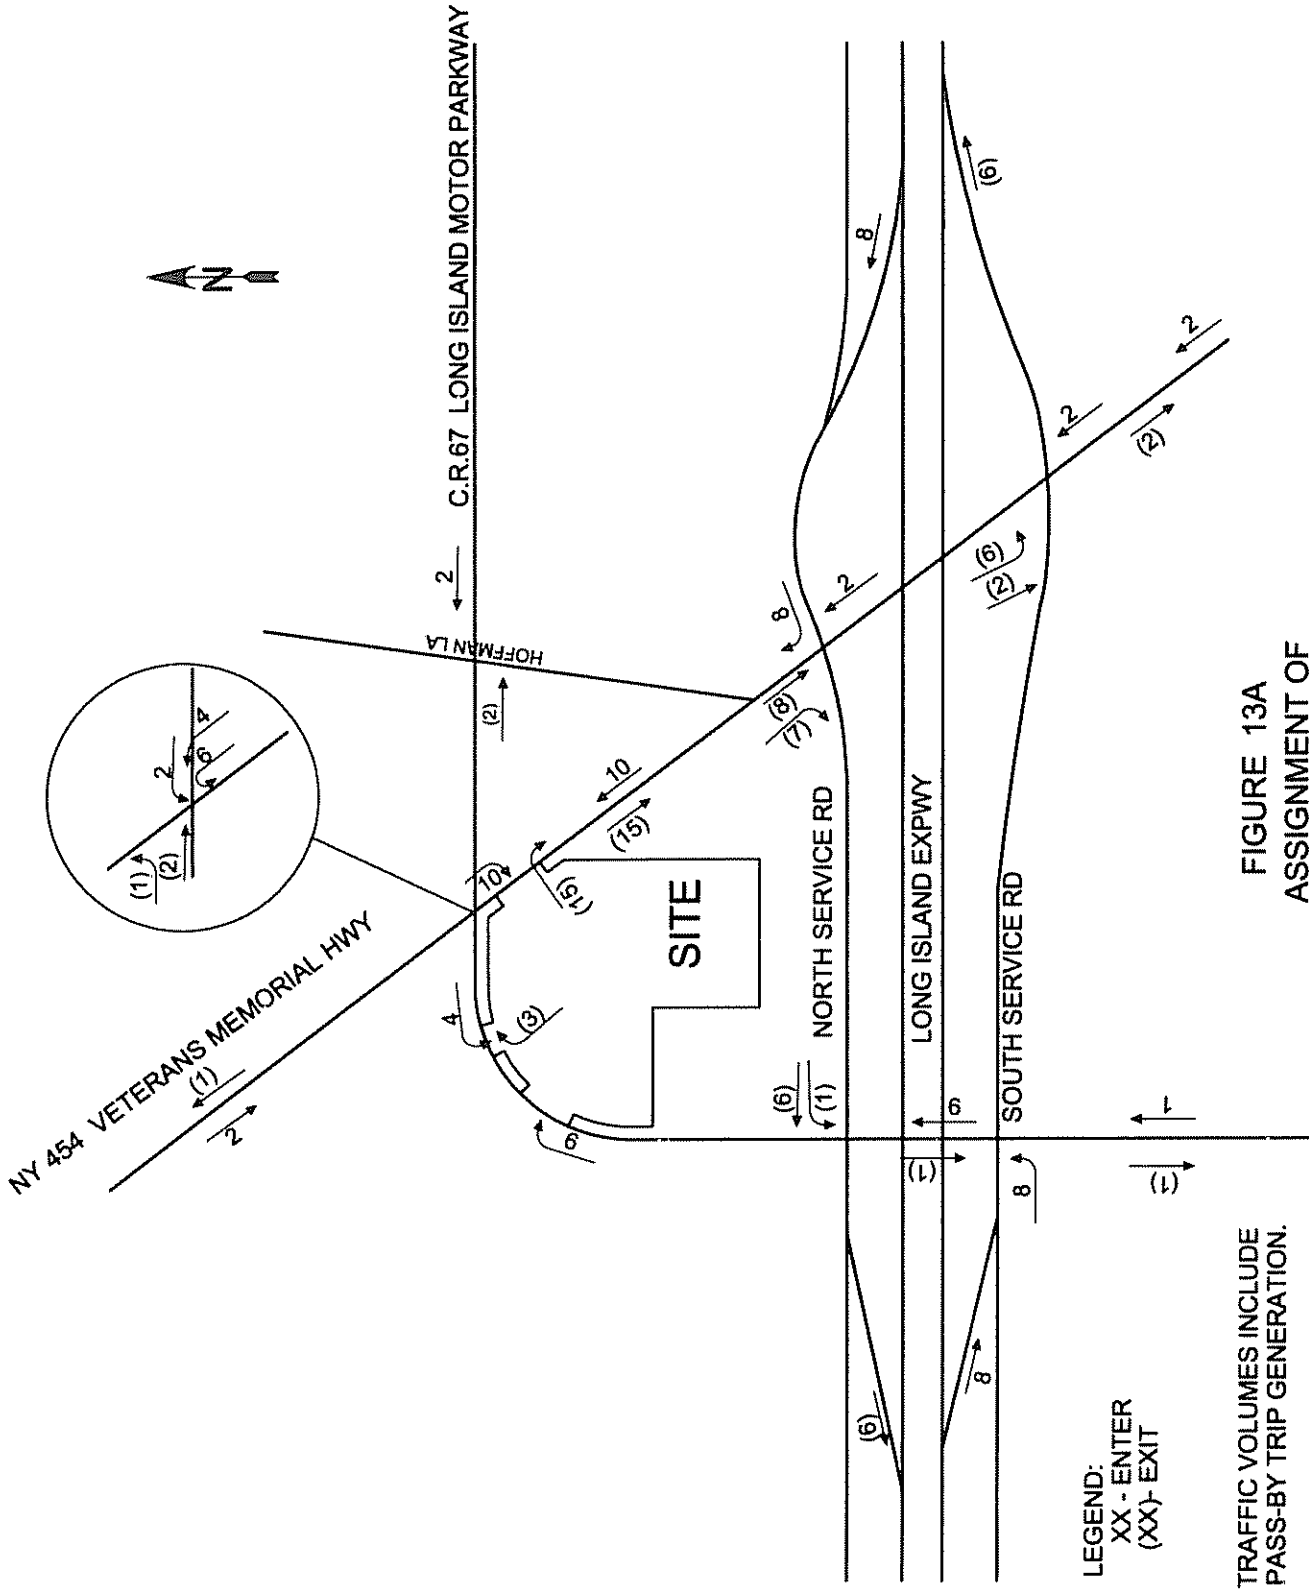 NY 454 VETERANS MEMORIAL HWY
C.R.67 LONG ISLAND MOTOR PARKWAY
N
HOFFMAN LA
2
4
6
(1)
(2)
2
(2)
(1)
2
10
(15)
4
(3)
9
SITE
10
(15)
(8)
(7)
8
2
8
NORTH SERVICE RD
LONG ISLAND EXPWY
SOUTH SERVICE RD
(6)
(1)
(6)
9
(1)
8
8
1
(1)
(6)
(2)
(6)
2
(2)
2
LEGEND:
XX - ENTER
(XX)- EXIT
TRAFFIC VOLUMES INCLUDE
PASS-BY TRIP GENERATION.
FIGURE 13A
ASSIGNMENT OF